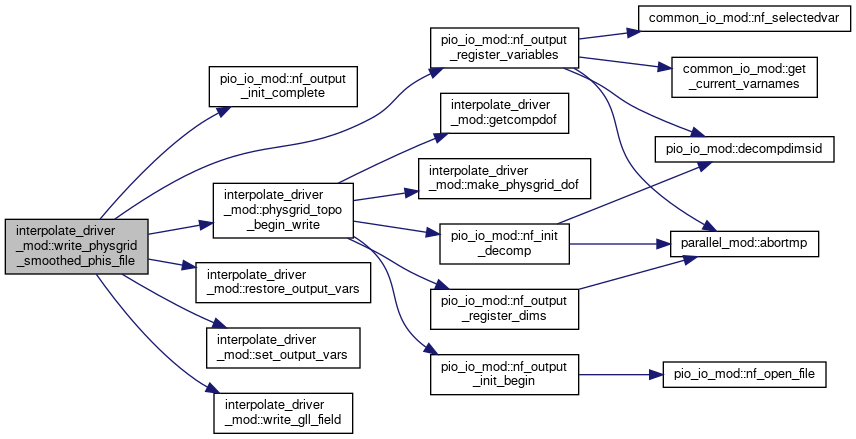 interpolate_driver
_mod::write_physgrid
_smoothed_phis_file
pio_io_mod::nf_output
_init_complete
interpolate_driver
_mod::physgrid_topo
_begin_write
interpolate_driver
_mod::restore_output_vars
interpolate_driver
_mod::set_output_vars
interpolate_driver
_mod::write_gll_field
pio_io_mod::nf_output
_register_variables
interpolate_driver
_mod::getcompdof
interpolate_driver
_mod::make_physgrid_dof
pio_io_mod::nf_init
_decomp
pio_io_mod::nf_output
_register_dims
pio_io_mod::nf_output
_init_begin
common_io_mod::nf_selectedvar
common_io_mod::get
_current_varnames
pio_io_mod::decompdimsid
parallel_mod::abortmp
pio_io_mod::nf_open_file